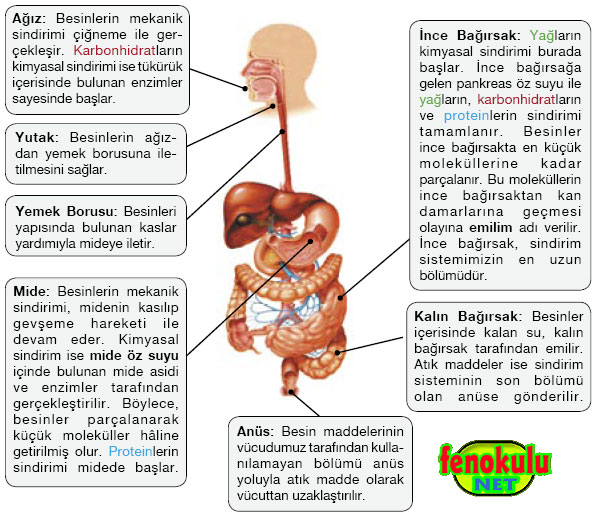 Ağız: Besinlerin mekanik
sindirimi çiğneme ile ger-
çekleşir. Karbonhidratların
kimyasal sindirimi ise tükürük
içerisinde bulunan enzimler
sayesinde başlar.
Yutak: Besinlerin ağız-
dan yemek borusuna ile-
tilmesini sağlar.
Yemek Borusu: Besinleri
yapısında bulunan kaslar
yardımıyla mideye iletir.
Mide: Besinlerin mekanik
sindirimi, midenin kasılıp
gevşeme hareketi ile
devam eder. Kimyasal
sindirim ise mide öz suyu
içinde bulunan mide asidi
ve enzimler tarafından
gerçekleştirilir. Böylece,
besinler parçalanarak
küçük moleküller hâline
getirilmiş olur. Proteinlerin
sindirimi midede başlar.
İnce Bağırsak: Yağların
kimyasal sindirimi burada
başlar. İnce bağırsağa
gelen pankreas öz suyu ile
yağların, karbonhidratların
ve proteinlerin sindirimi
tamamlanır. Besinler
ince bağırsakta en küçük
moleküllerine kadar
parçalanır. Bu moleküllerin
ince bağırsaktan kan
damarlarına geçmesi
olayına emilim adı verilir.
İnce bağırsak, sindirim
sistemimizin en uzun
bölümüdür.
Kalın Bağırsak: Besinler
içerisinde kalan su, kalın
bağırsak tarafından emilir.
Atık maddeler ise sindirim
sisteminin son bölümü
olan anüse gönderilir.
Anüs: Besin maddelerinin
vücudumuz tarafından kulla-
nılamayan bölümü anüs
yoluyla atık madde olarak
vücuttan uzaklaştırılır.
fenokulu
NET